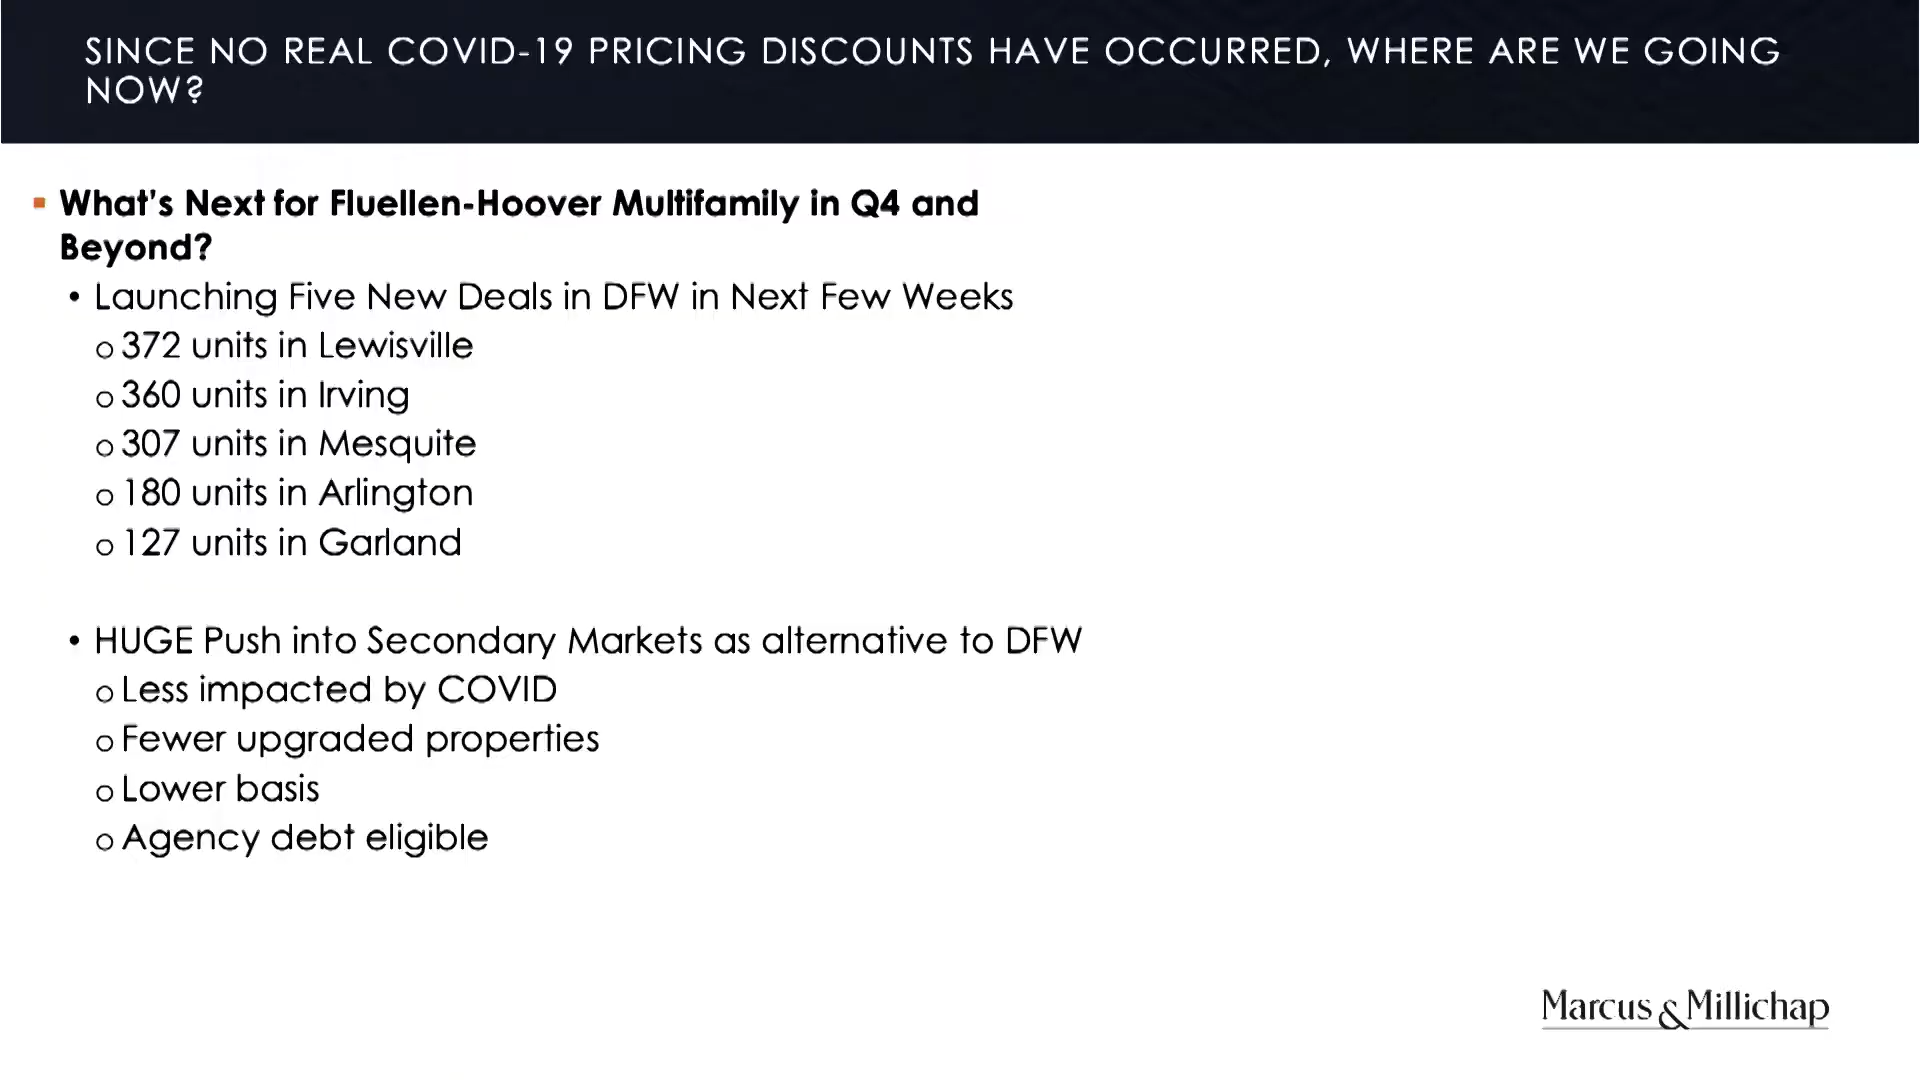 SINCE NO REAL COVID-19 PRICING DISCOUNTS HAVE OCCURRED, WHERE ARE WE GOING
NOW?
▪ What's Next for Fluellen-Hoover Multifamily in Q4 and
Beyond?
• Launching Five New Deals in DFW in Next Few Weeks
o 372 units in Lewisville
o 360 units in Irving
o 307 units in Mesquite
o 180 units in Arlington
o 127 units in Garland
• HUGE Push into Secondary Markets as alternative to DFW
o Less impacted by COVID
o Fewer upgraded properties
o Lower basis
o Agency debt eligible
Marcus & Millichap